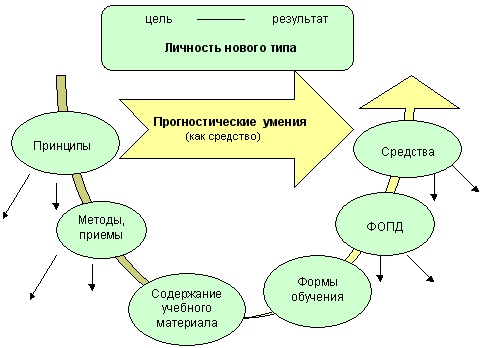 цель результат
Личность нового типа
Прогностические умения
(как средство)
Принципы
Средства
Методы,
приемы
ФОПД
Содержание
учебного
материала
Формы
обучения